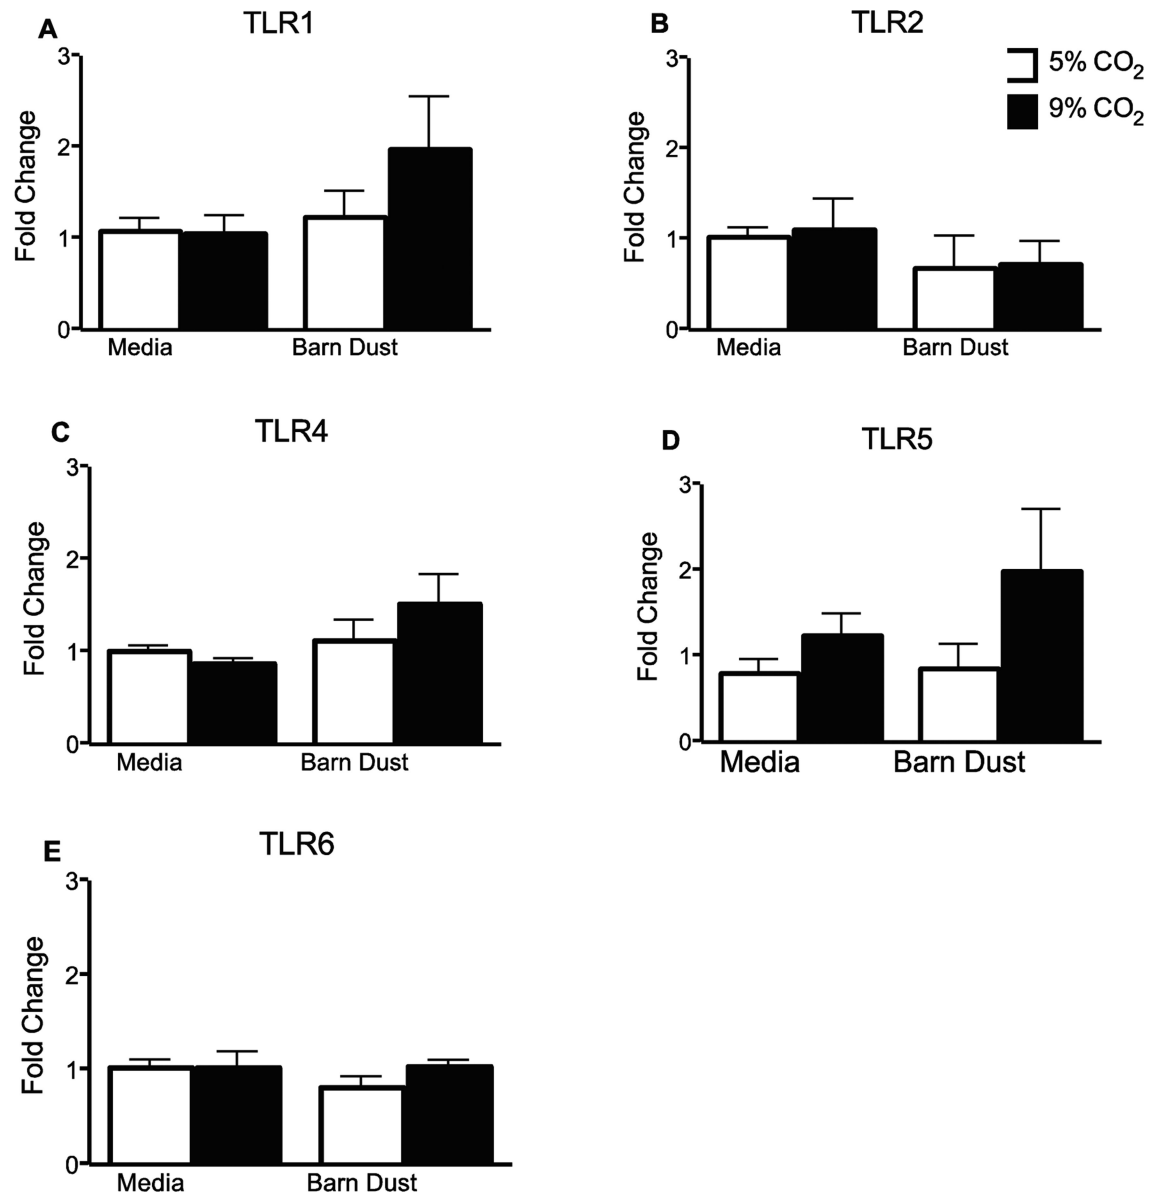 A
TLR1
3
2
1
0
Fold Change
Media
Barn Dust
B
TLR2
3
2
1
0
Fold Change
Media
Barn Dust
5% CO₂
9% CO₂
C
TLR4
3
2
1
0
Fold Change
Media
Barn Dust
D
TLR5
3
2
1
0
Fold Change
Media
Barn Dust
E
TLR6
3
2
1
0
Fold Change
Media
Barn Dust